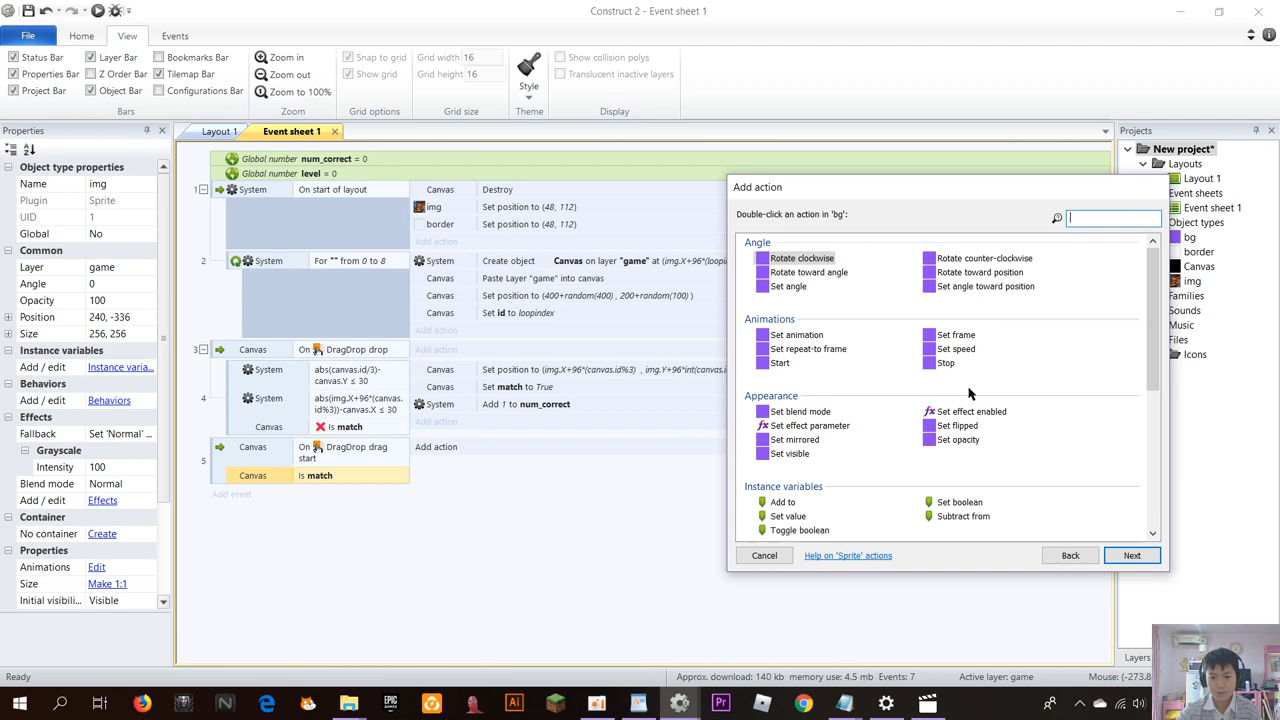 Construct 2 - Event sheet 1
File Home View Events
Status Bar Layer Bar Bookmarks Bar
Properties Bar Z Order Bar Tilemap Bar
Project Bar Object Bar Configurations Bar
Bars
Zoom in
Zoom out
Zoom to 100%
Zoom
Snap to grid
Show grid
Grid options
Grid width 16
Grid height 16
Grid size
Style
Theme
Show collision polys
Translucent inactive layers
Display
Properties
Object type properties
Name img
Plugin Sprite
UID 1
Global No
Common
Layer game
Angle 0
Opacity 100
Position 240, -336
Size 256, 256
Instance variables
Add / edit Instance varia...
Behaviors
Add / edit Behaviors
Effects
Fallback Set 'Normal' ...
Grayscale
Intensity 100
Blend mode Normal
Add / edit Effects
Container
No container Create
Properties
Animations Edit
Size Make 1:1
Initial visibili... Visible
Layout 1 Event sheet 1
Global number num_correct = 0
Global number level = 0
1 System On start of layout
Canvas Destroy
img Set position to (48, 112)
border Set position to (48, 112)
Add action
2 System For "" from 0 to 8
System Create object Canvas on layer "game" at (img.X+96*(loopi
Canvas Paste Layer "game" into canvas
Canvas Set position to (400+random(400) , 200+random(100) )
Canvas Set id to loopindex
Add action
3 Canvas On DragDrop drop Add action
4 System abs(canvas.id/3)-
canvas.Y ≤ 30
System abs(img.X+96*(canvas.
id%3))-canvas.X ≤ 30
Canvas Is match
Canvas Set position to (img.X+96*(canvas.id%3) , img.Y+96*int(canva
Canvas Set match to True
System Add 1 to num_correct
Add action
5 Canvas On DragDrop drag
start
Canvas Is match
Add action
Add event
Add action
Double-click an action in 'bg':
Angle
Rotate clockwise Rotate counter-clockwise
Rotate toward angle Rotate toward position
Set angle Set angle toward position
Animations
Set animation Set frame
Set repeat-to frame Set speed
Start Stop
Appearance
Set blend mode fx Set effect enabled
fx Set effect parameter Set flipped
Set mirrored Set opacity
Set visible
Instance variables
Add to Set boolean
Set value Subtract from
Toggle boolean
Cancel Help on 'Sprite' actions Back Next
Projects
New project*
Layouts
Layout 1
Event sheets
Event sheet 1
Object types
bg
Canvas
img
Families
Sounds
Music
Icons
Layers
Ready
Approx. download: 140 kb memory use: 4.5 mb Events: 7 Active layer: game Mouse: (-273.8